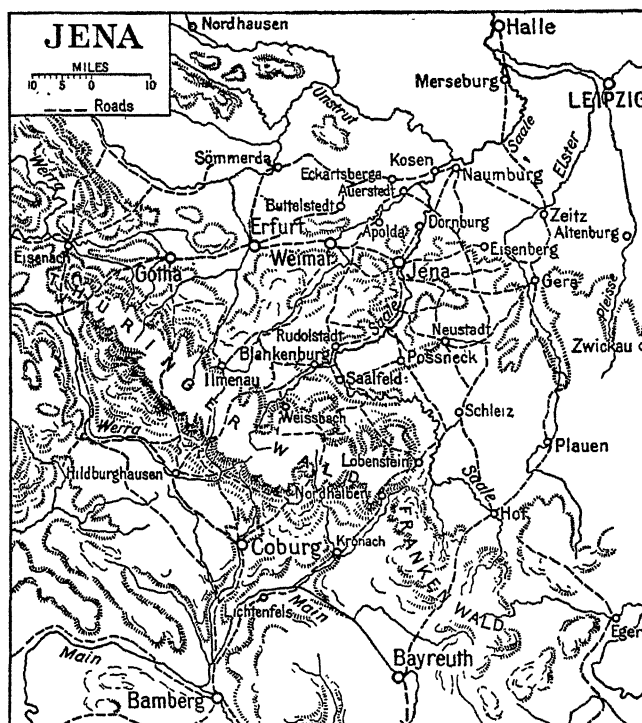 JENA
MILES
10 5 0 10
Roads
Nordhausen
Halle
Merseburg
LEIPZIG
Unstrut
Saale
Elster
Werra
Sömmerda
Kosen
Eckartsberga
Auerstedt
Naumburg
Buttelstedt
Zeitz
Altenburg
Erfurt
Apolda
Dornburg
Eisenberg
Eisenach
Gotha
Weimar
Jena
Gera
Pleisse
THÜRINGER WALD
Saale
Rudolstadt
Neustadt
Zwickau
Blankenburg
Possneck
Ilmenau
Saalfeld
Weissbach
Schleiz
Werra
Plauen
Hildburghausen
Lobenstein
Saale
Nordhalben
Hof
FRANKENWALD
Coburg
Kronach
Lichtenfels
Main
Eger
Main
Bayreuth
Bamberg